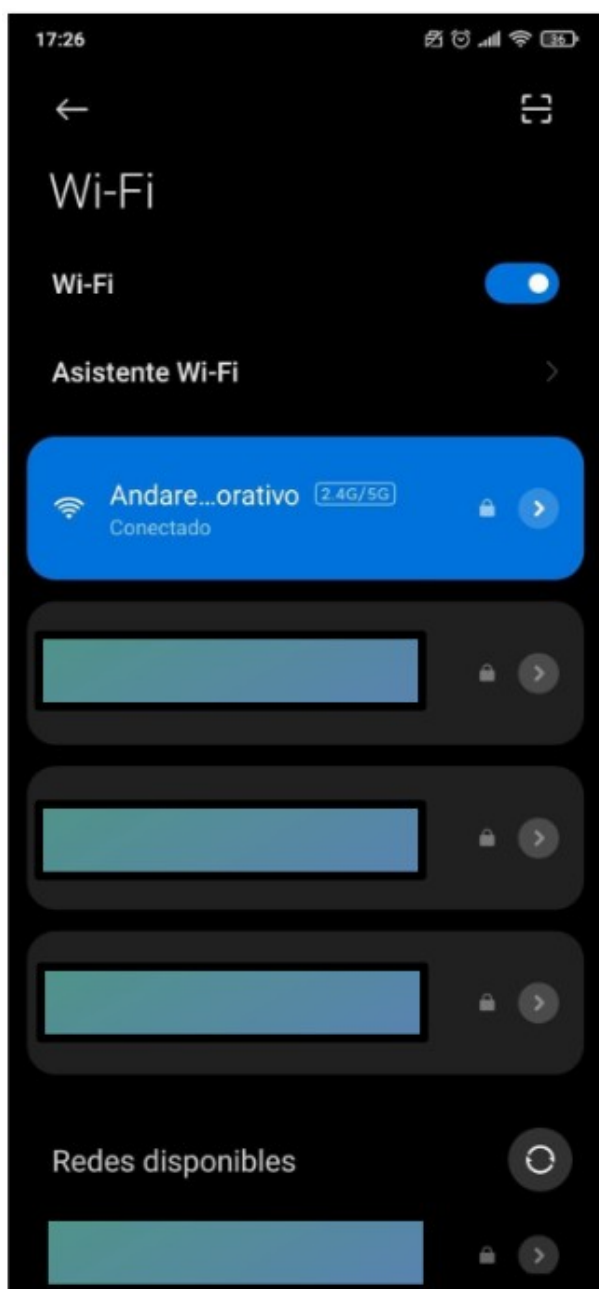 17:26
36
Wi-Fi
Wi-Fi
Asistente Wi-Fi
Andare...orativo 2.4G/5G
Conectado
Redes disponibles